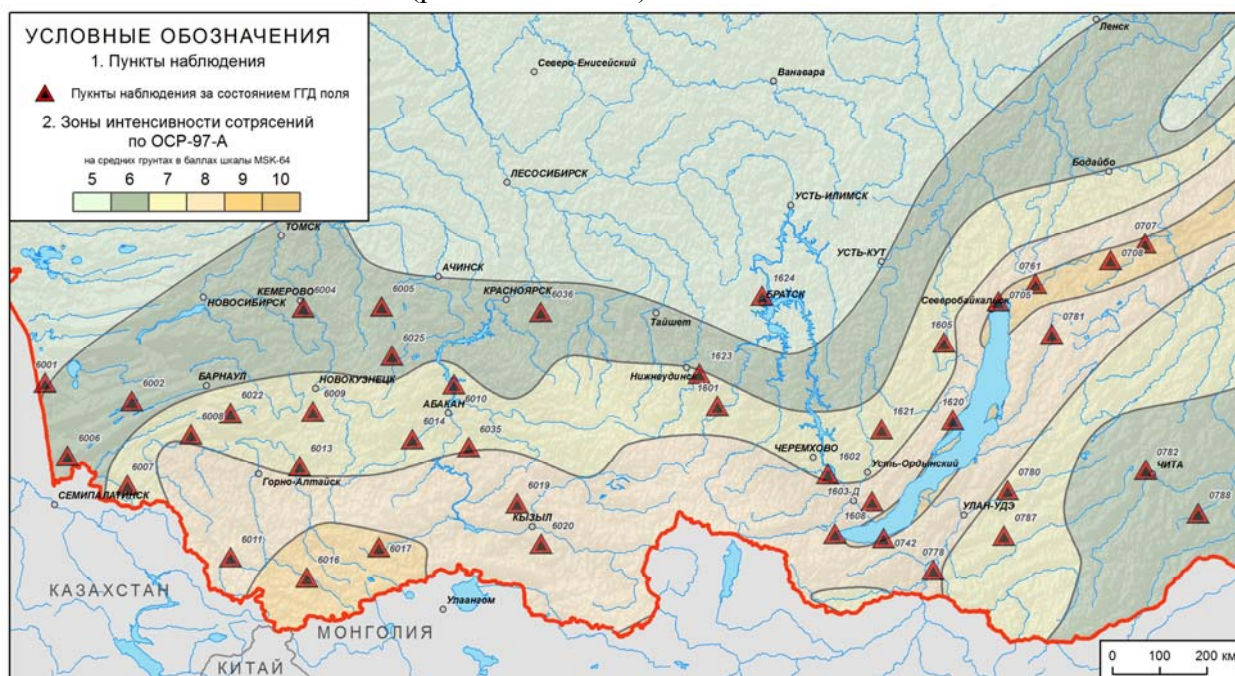 УСЛОВНЫЕ ОБОЗНАЧЕНИЯ
1. Пункты наблюдения
Пункнты наблюдения за состоянием ГГД поля
2. Зоны интенсивности сотрясений
по ОСР-97-А
на средних грунтах в баллах шкалы MSK-64
5 6 7 8 9 10
Ленск
Северо-Енисейский
Ванавара
Бодайбо
ЛЕСОСИБИРСК
УСТЬ-ИЛИМСК
ТОМСК
0707
УСТЬ-КУТ
0708
АЧИНСК
0761
1624
КЕМЕРОВО
6004
6005
КРАСНОЯРСК
6036
БРАТСК
Северобайкальск
0705
НОВОСИБИРСК
Тайшет
0781
1605
6025
1623
6001
Нижнеудинск
БАРНАУЛ
НОВОКУЗНЕЦК
6002
6022
6009
6010
1601
АБАКАН
6008
6014
1621
1620
6035
6006
6013
ЧЕРЕМХОВО
1602
Усть-Ордынский
0782
ЧИТА
6007
Горно-Алтайск
0780
СЕМИПАЛАТИНСК
6019
1603-Д
0788
КЫЗЫЛ
1608
УЛАН-УДЭ
6020
0787
6011
6017
0742
6016
0778
КАЗАХСТАН
Улаангом
МОНГОЛИЯ
КИТАЙ
0 100 200 км